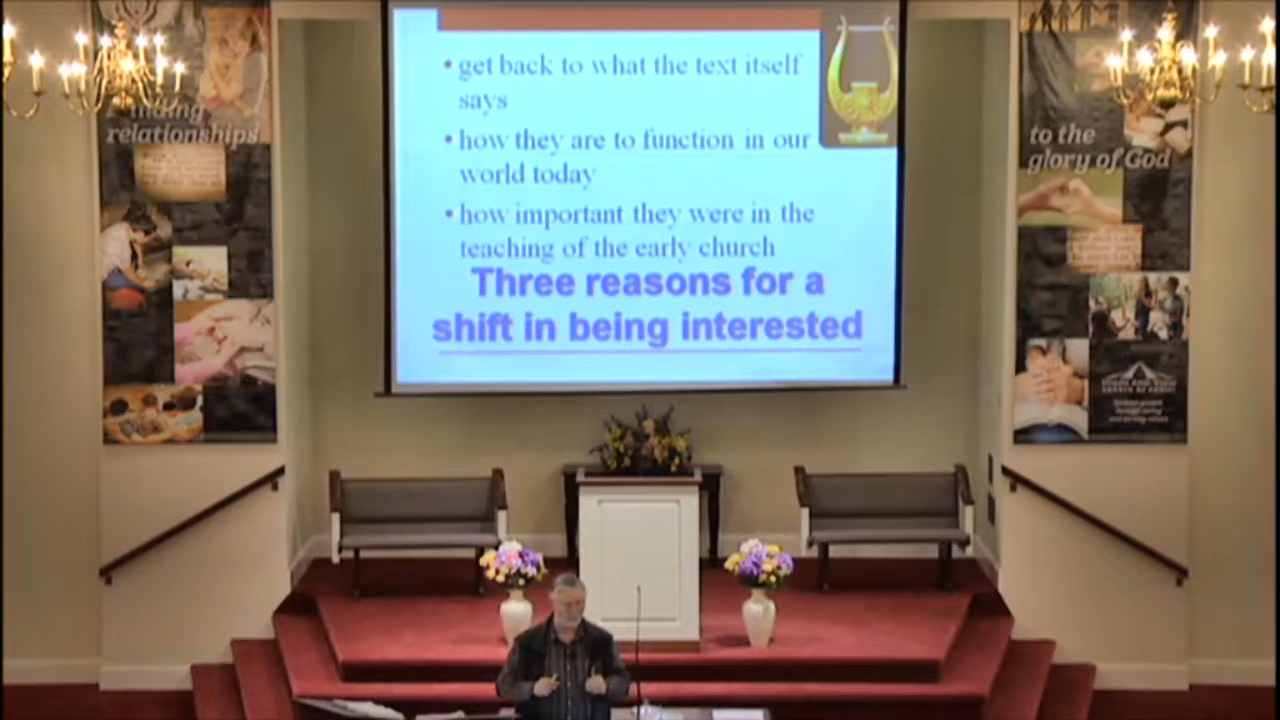 • get back to what the text itself
says
• how they are to function in our
world today
• how important they were in the
teaching of the early church
Three reasons for a
shift in being interested
relationships
to the
glory of God